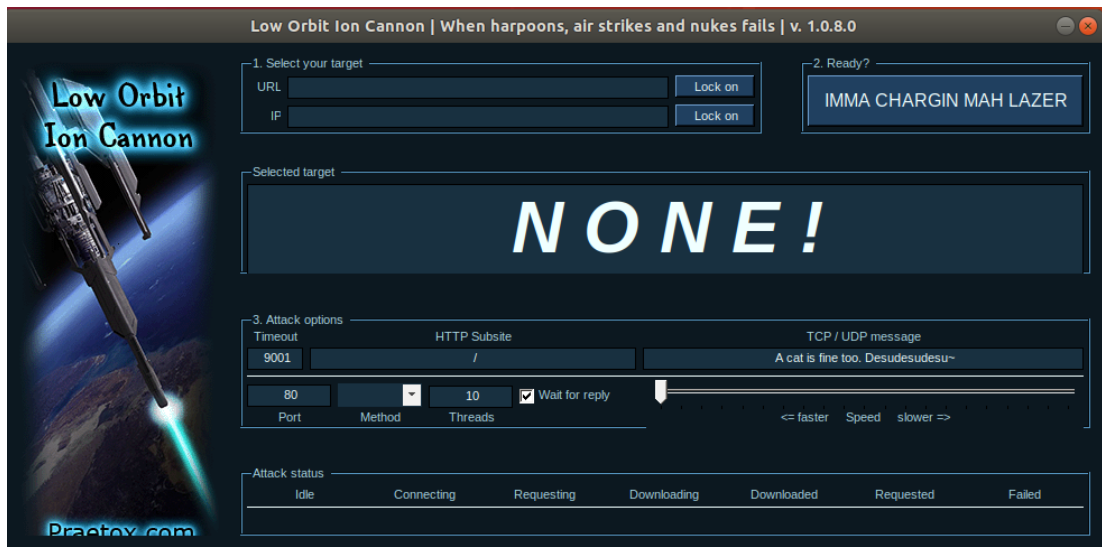 Low Orbit Ion Cannon | When harpoons, air strikes and nukes fails | v. 1.0.8.0
Low Orbit
Ion Cannon
Praetox.com
1. Select your target
URL
Lock on
IP
Lock on
2. Ready?
IMMA CHARGIN MAH LAZER
Selected target
NONE!
3. Attack options
Timeout HTTP Subsite TCP / UDP message
9001 / A cat is fine too. Desudesudesu~
80 10 Wait for reply
Port Method Threads <= faster Speed slower =>
Attack status
Idle Connecting Requesting Downloading Downloaded Requested Failed